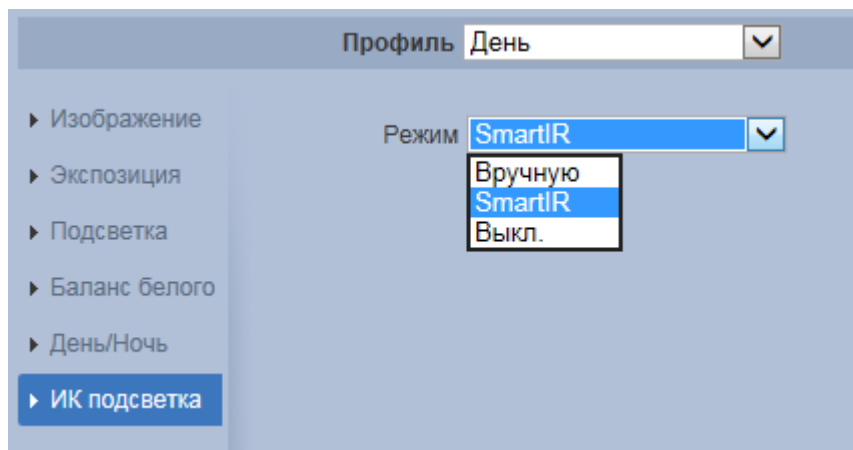 Профиль День
Изображение
Режим SmartIR
Вручную
Экспозиция
SmartIR
Подсветка
Выкл.
Баланс белого
День/Ночь
ИК подсветка